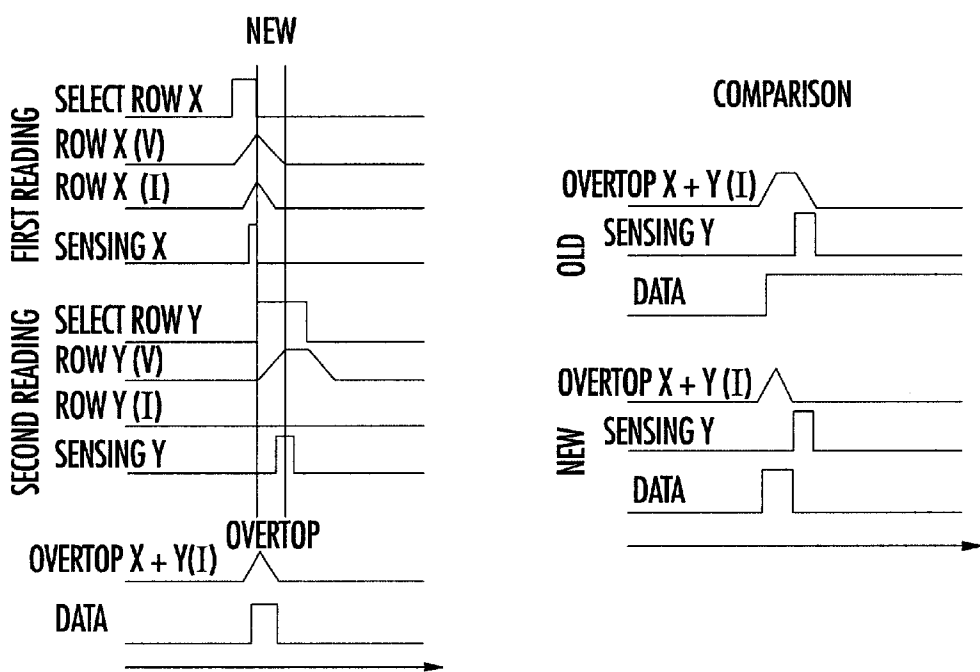 NEW
FIRST READING
SELECT ROW X
ROW X (V)
ROW X (I)
SENSING X
SECOND READING
SELECT ROW Y
ROW Y (V)
ROW Y (I)
SENSING Y
OVERTOP
OVERTOP X + Y(I)
DATA
COMPARISON
OLD
OVERTOP X + Y (I)
SENSING Y
DATA
NEW
OVERTOP X + Y (I)
SENSING Y
DATA